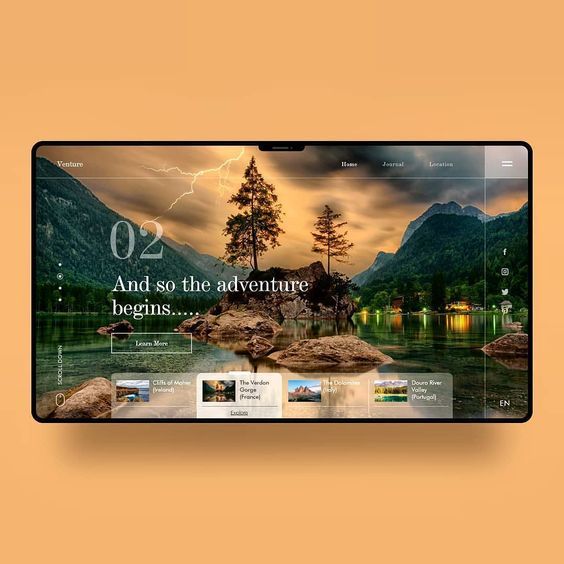 Venture
Home
Journal
Location
02
And so the adventure
begins.....
Learn More
SCROLL DOWN
Cliffs of Moher
(Ireland)
The Verdon
Gorge
(France)
Explore
The Dolomites
(Italy)
Douro River
Valley
(Portugal)
EN